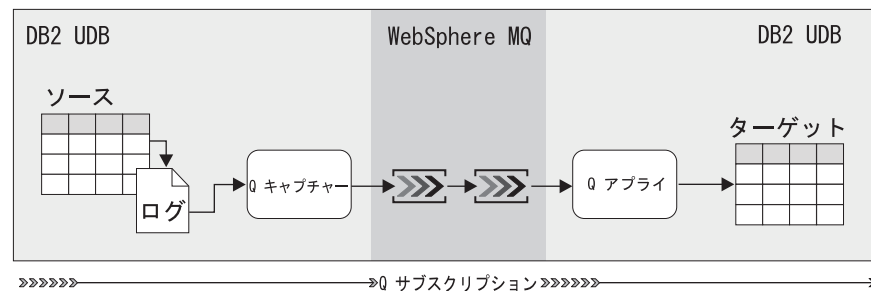 DB2 UDB
WebSphere MQ
DB2 UDB
ソース
ターゲット
ログ
Q キャプチャー
Q アプライ
Q サブスクリプション